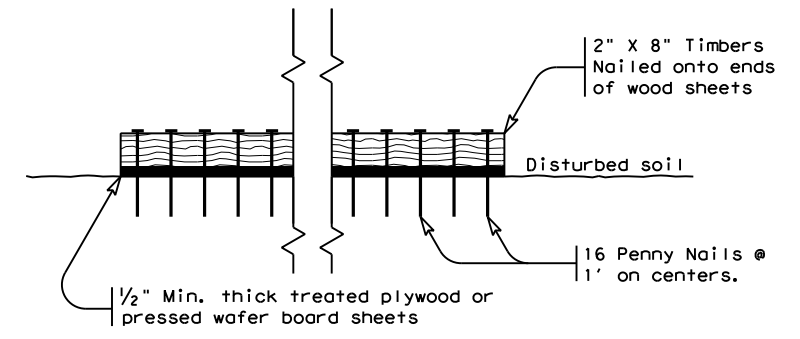 2" X 8" Timbers
Nailed onto ends
of wood sheets
Disturbed soil
16 Penny Nails @
1' on centers.
½" Min. thick treated plywood or
pressed wafer board sheets